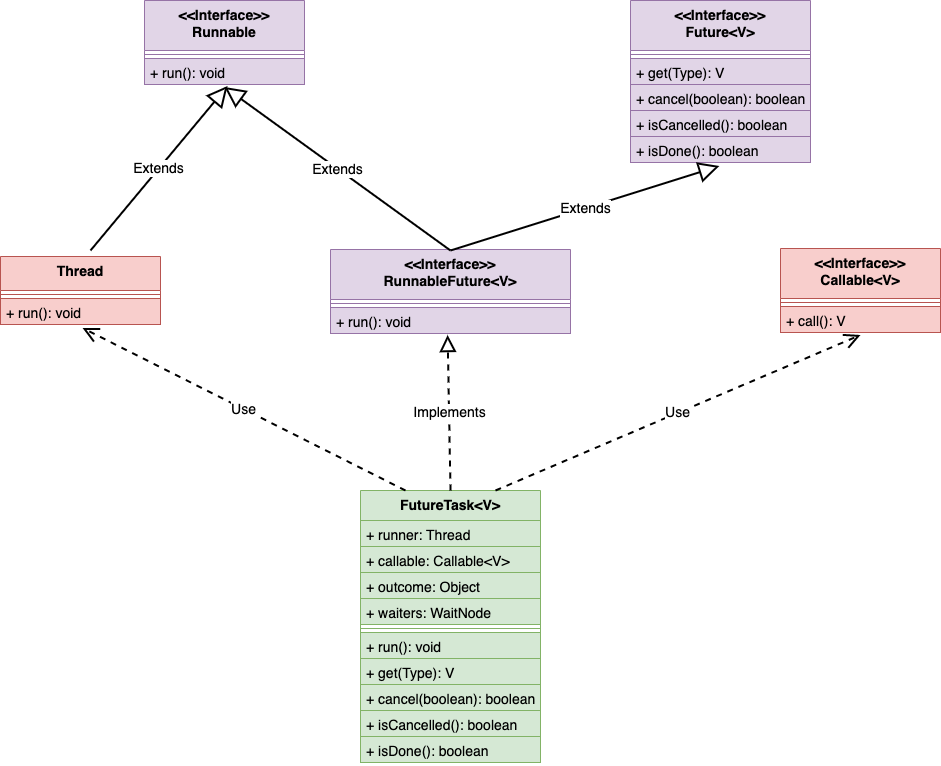 <<Interface>>
Runnable
+ run(): void
<<Interface>>
Future<V>
+ get(Type): V
+ cancel(boolean): boolean
+ isCancelled(): boolean
+ isDone(): boolean
Extends
Extends
Extends
Thread
+ run(): void
<<Interface>>
RunnableFuture<V>
+ run(): void
<<Interface>>
Callable<V>
+ call(): V
Use
Implements
Use
FutureTask<V>
+ runner: Thread
+ callable: Callable<V>
+ outcome: Object
+ waiters: WaitNode
+ run(): void
+ get(Type): V
+ cancel(boolean): boolean
+ isCancelled(): boolean
+ isDone(): boolean